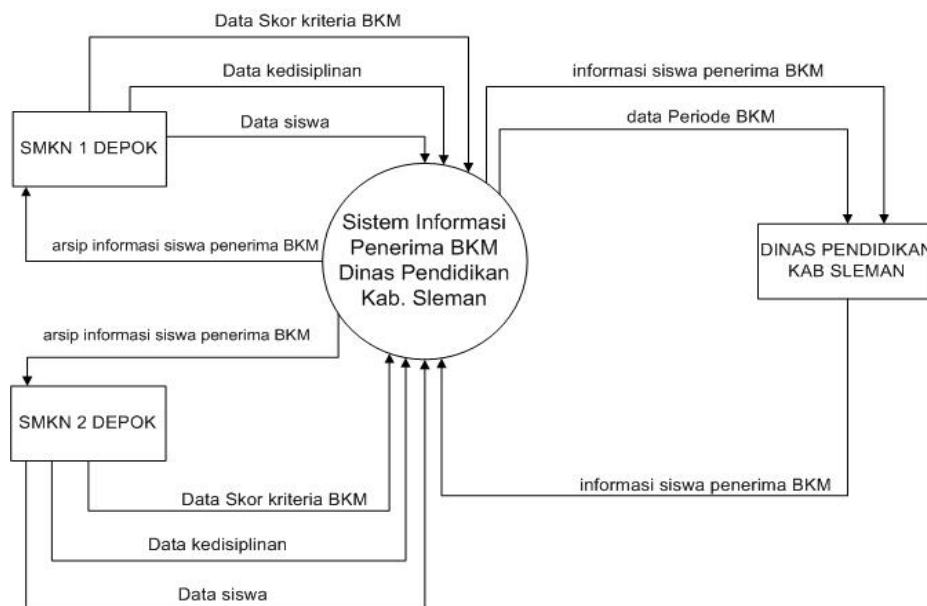 Data Skor kriteria BKM
Data kedisiplinan
Data siswa
SMKN 1 DEPOK
arsip informasi siswa penerima BKM
informasi siswa penerima BKM
data Periode BKM
Sistem Informasi
Penerima BKM
Dinas Pendidikan
Kab. Sleman
DINAS PENDIDIKAN
KAB SLEMAN
arsip informasi siswa penerima BKM
SMKN 2 DEPOK
Data Skor kriteria BKM
Data kedisiplinan
Data siswa
informasi siswa penerima BKM